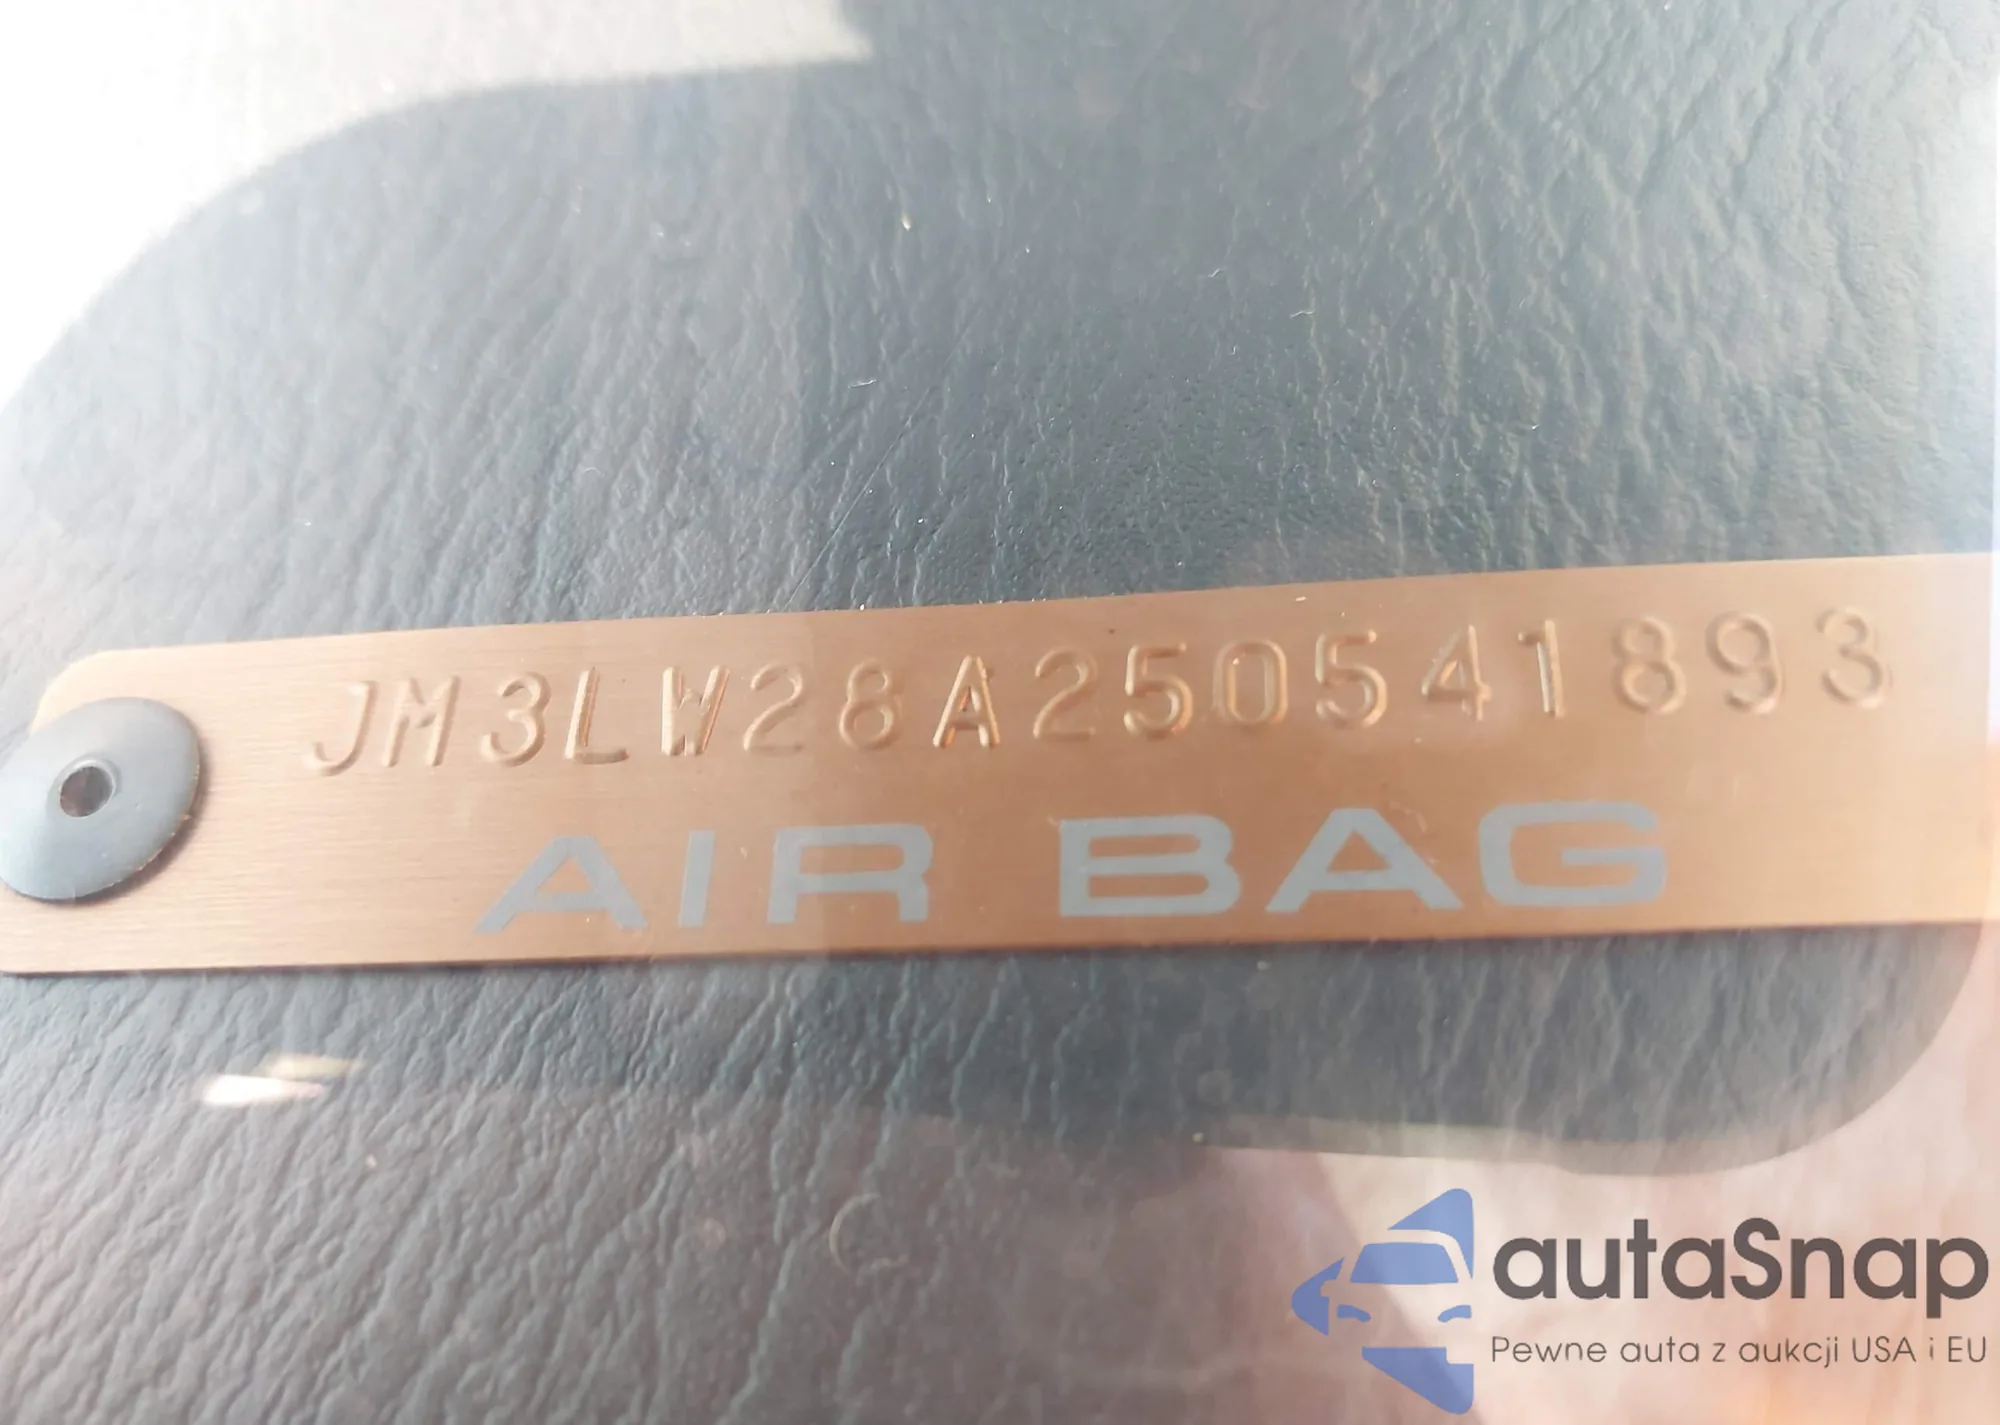 JM3LW28A250541893
AIR BAG
autaSnap
Pewne auta z aukcji USA i EU